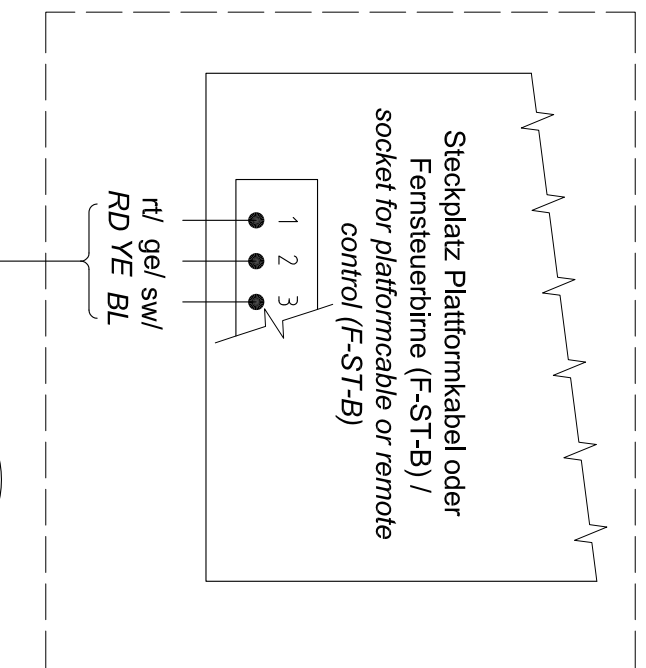 Steckplatz Plattformkabel oder
Fernsteuerbirne (F-ST-B) /
socket for platformcable or remote
control (F-ST-B)
1 2 3
rt/ ge/ sw/
RD YE BL